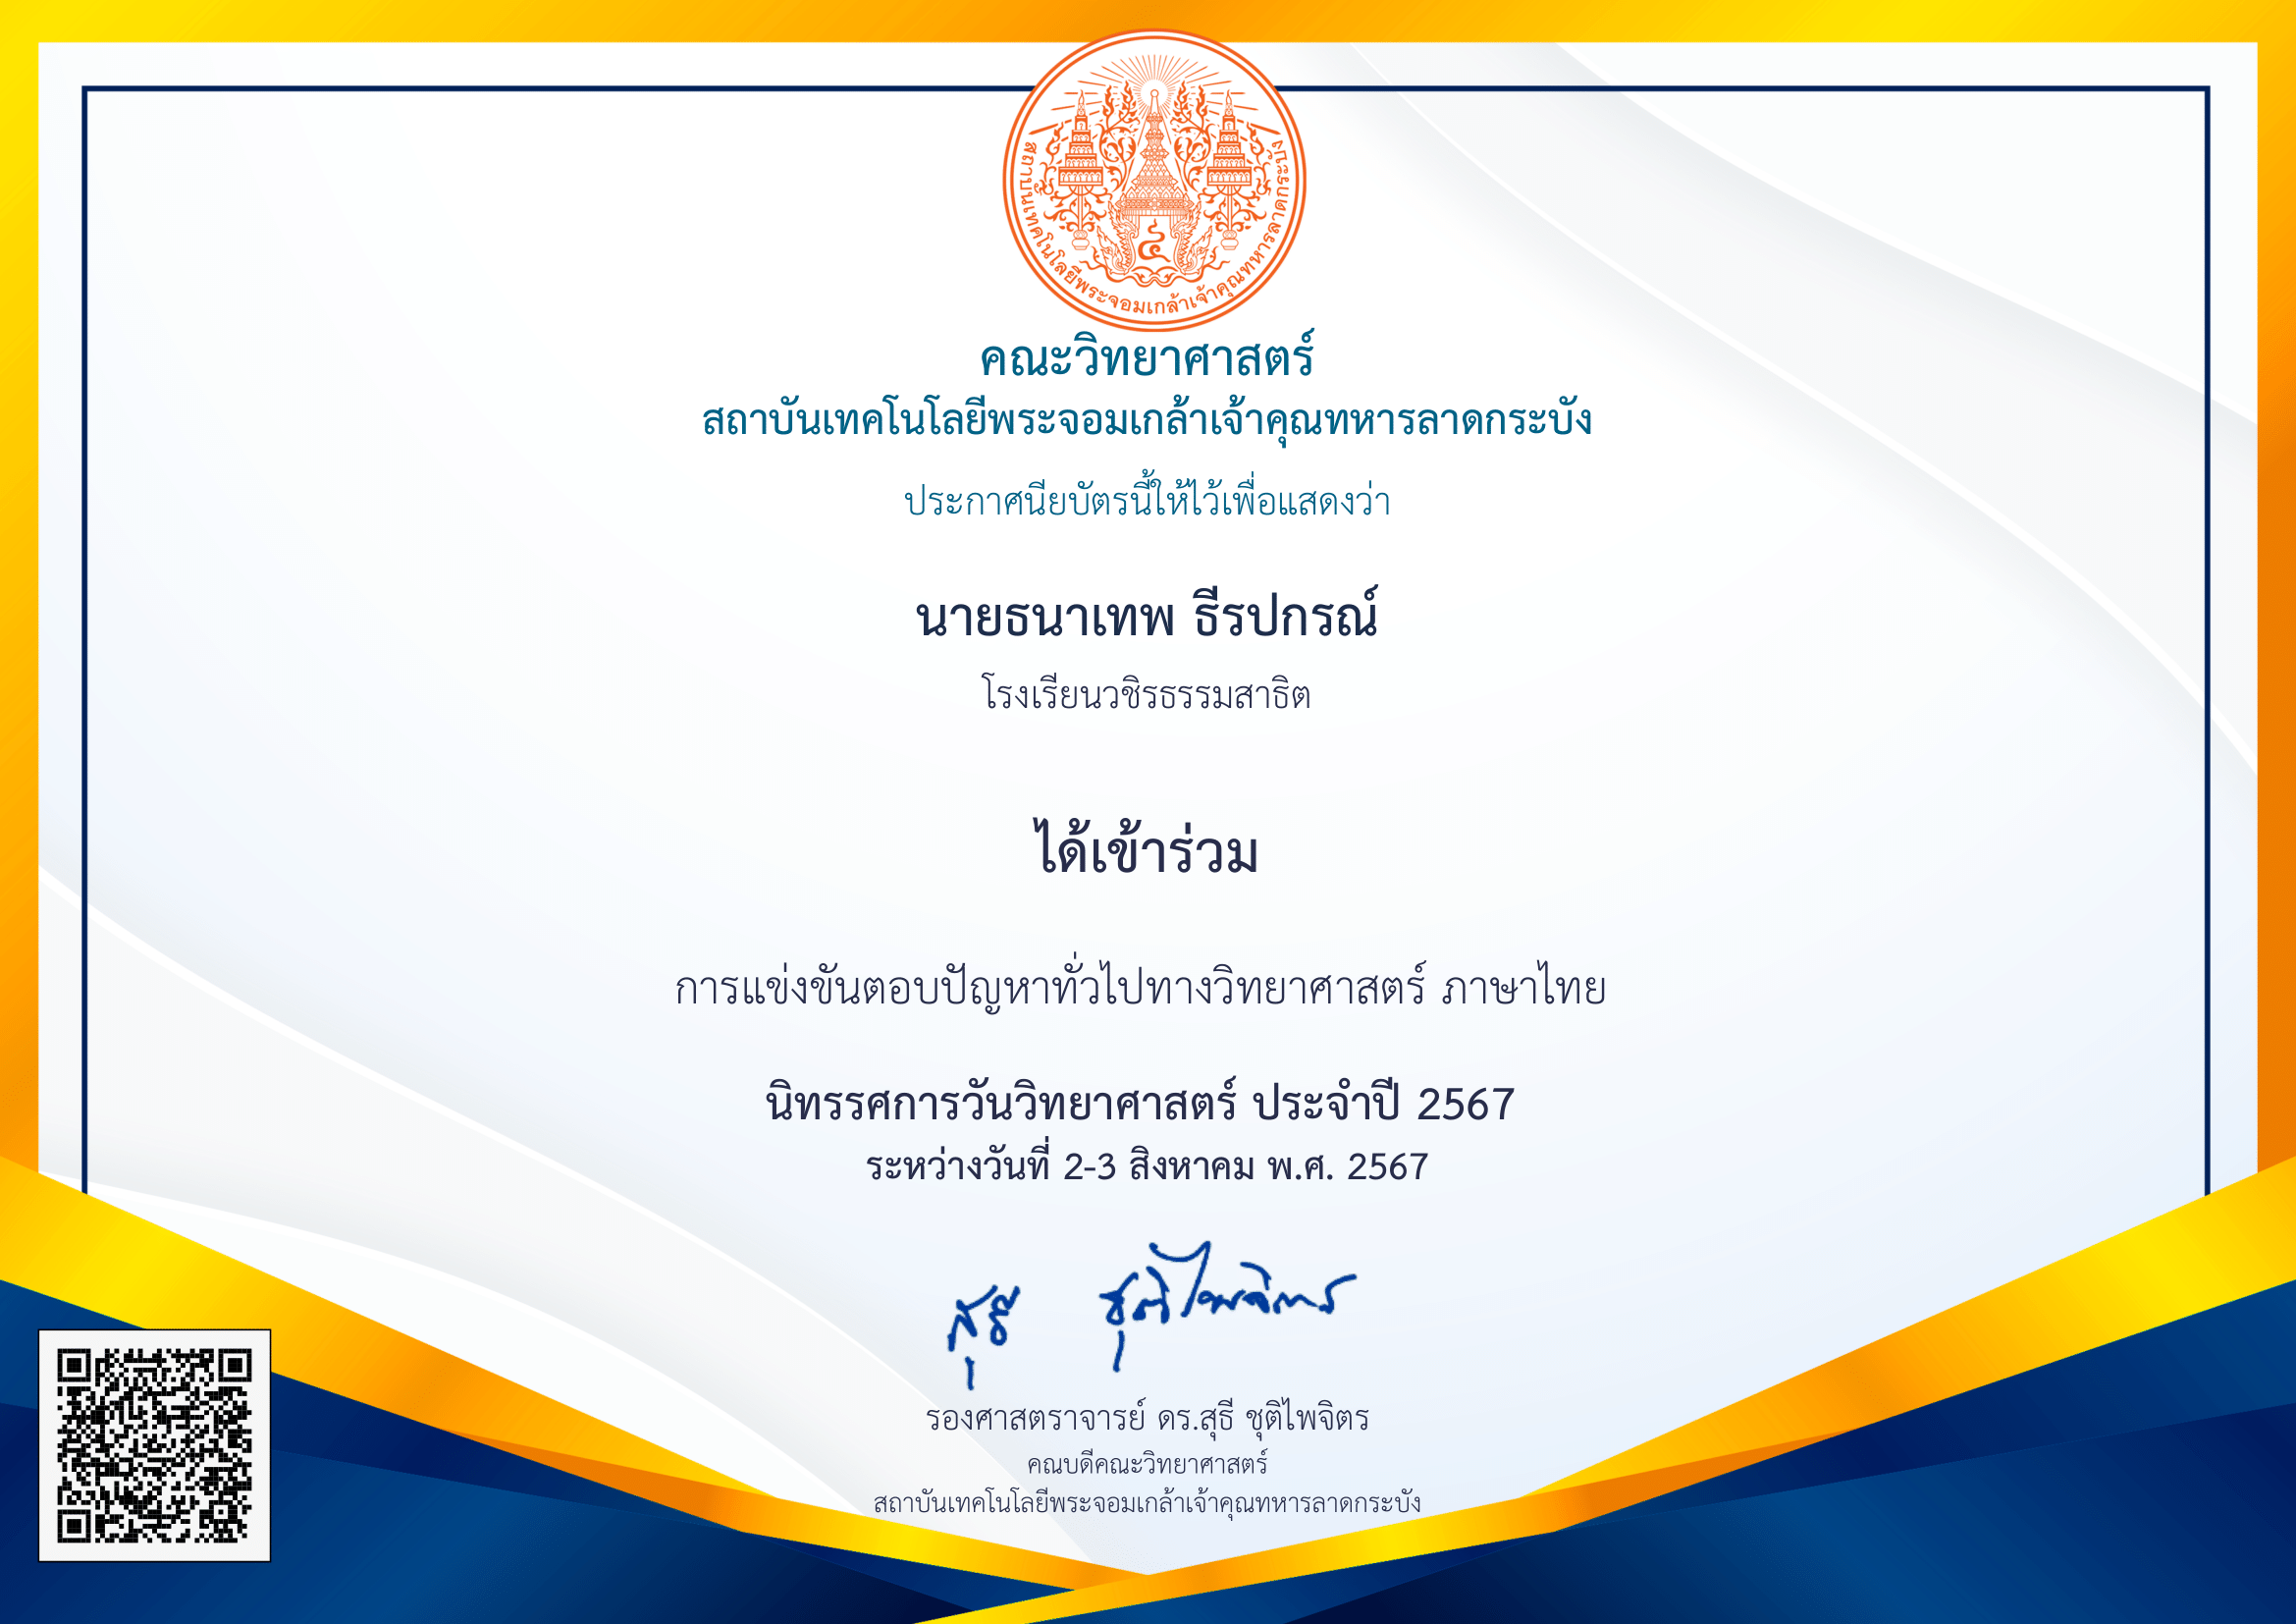 สถาบันเทคโนโลยีพระจอมเกล้าเจ้าคุณทหารลาดกระบัง
๔
คณะวิทยาศาสตร์
สถาบันเทคโนโลยีพระจอมเกล้าเจ้าคุณทหารลาดกระบัง
ประกาศนียบัตรนี้ให้ไว้เพื่อแสดงว่า
นายธนาเทพ ธีรปกรณ์
โรงเรียนวชิรธรรมสาธิต
ได้เข้าร่วม
การแข่งขันตอบปัญหาทั่วไปทางวิทยาศาสตร์ ภาษาไทย
นิทรรศการวันวิทยาศาสตร์ ประจำปี 2567
ระหว่างวันที่ 2-3 สิงหาคม พ.ศ. 2567
สุธี ชุติไพจิตร
รองศาสตราจารย์ ดร.สุธี ชุติไพจิตร
คณบดีคณะวิทยาศาสตร์
สถาบันเทคโนโลยีพระจอมเกล้าเจ้าคุณทหารลาดกระบัง